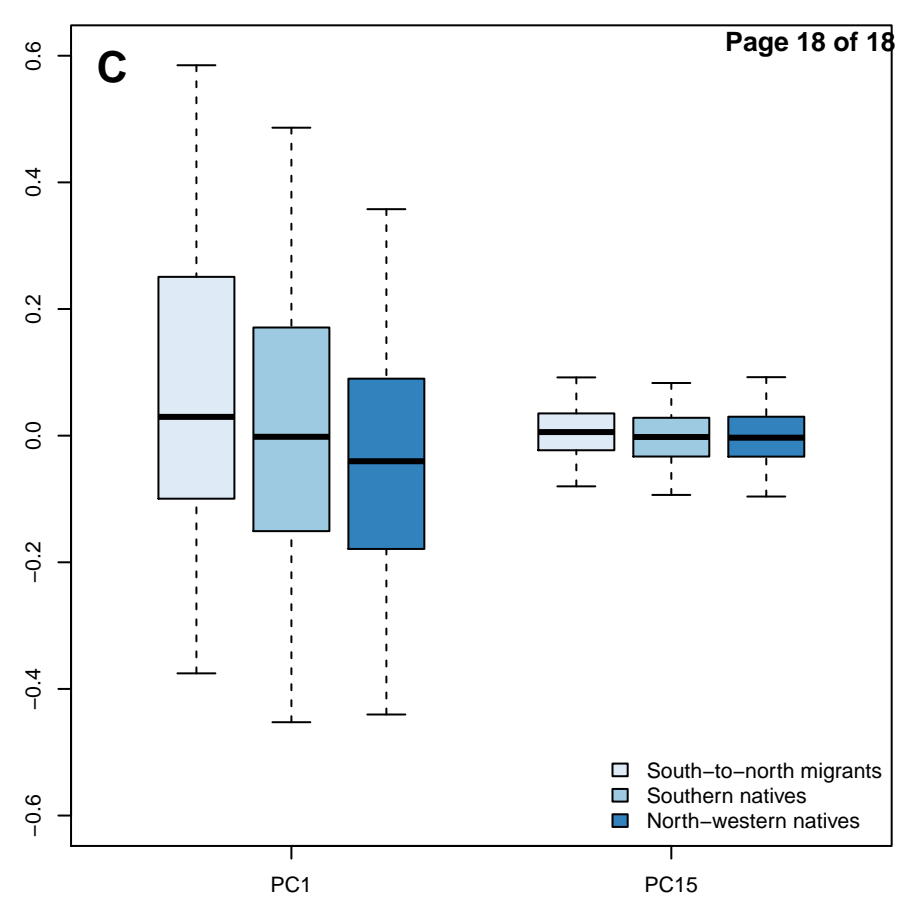 Page 18 of 18
C
0.6
0.4
0.2
0.0
−0.2
−0.4
−0.6
South−to−north migrants
Southern natives
North−western natives
PC1
PC15